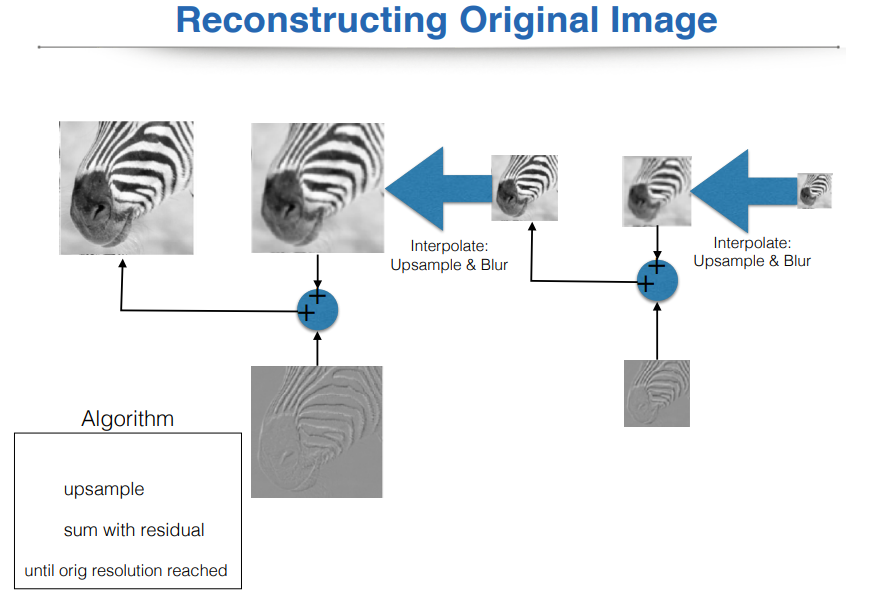 Reconstructing Original Image
Interpolate:
Upsample & Blur
Interpolate:
Upsample & Blur
+
+
+
+
Algorithm
upsample
sum with residual
until orig resolution reached